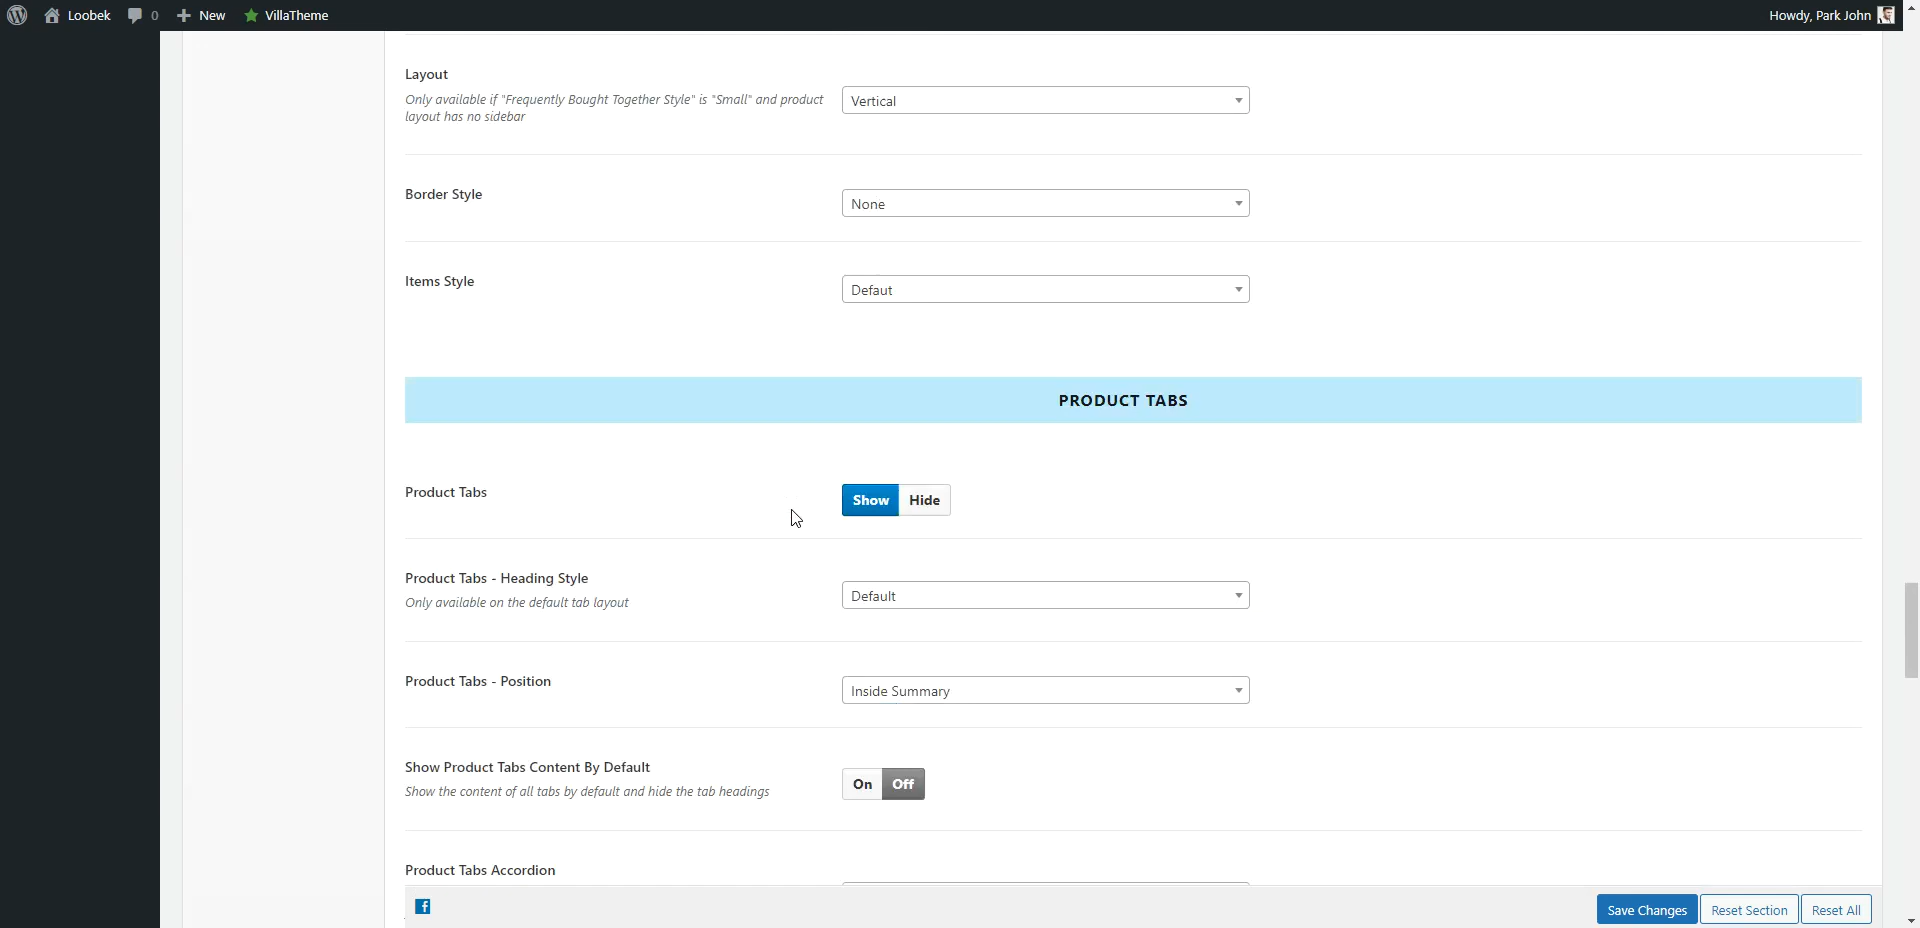 Loobek
0
New
VillaTheme
Howdy, Park John
Layout
Only available if "Frequently Bought Together Style" is "Small" and product
layout has no sidebar
Vertical
Border Style
None
Items Style
Defaut
PRODUCT TABS
Product Tabs
Show
Hide
Product Tabs - Heading Style
Only available on the default tab layout
Default
Product Tabs - Position
Inside Summary
Show Product Tabs Content By Default
Show the content of all tabs by default and hide the tab headings
On
Off
Product Tabs Accordion
Save Changes
Reset Section
Reset All